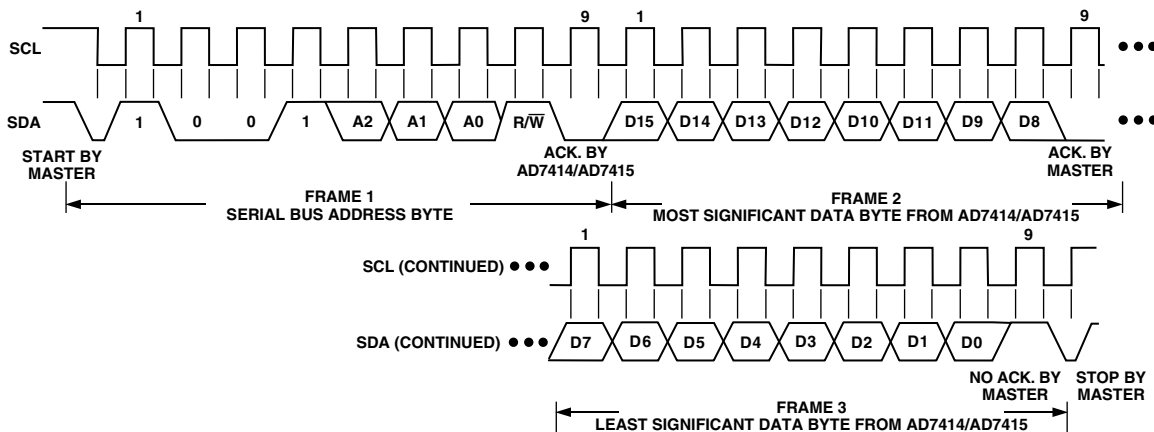 1 9 1 9
SCL
SDA 1 0 0 1 A2 A1 A0 R/W̅ D15 D14 D13 D12 D10 D11 D9 D8
START BY
MASTER
ACK. BY
AD7414/AD7415
ACK. BY
MASTER
FRAME 1
SERIAL BUS ADDRESS BYTE
FRAME 2
MOST SIGNIFICANT DATA BYTE FROM AD7414/AD7415
1 9
SCL (CONTINUED)
SDA (CONTINUED) D7 D6 D5 D4 D3 D2 D1 D0
NO ACK. BY
MASTER
STOP BY
MASTER
FRAME 3
LEAST SIGNIFICANT DATA BYTE FROM AD7414/AD7415